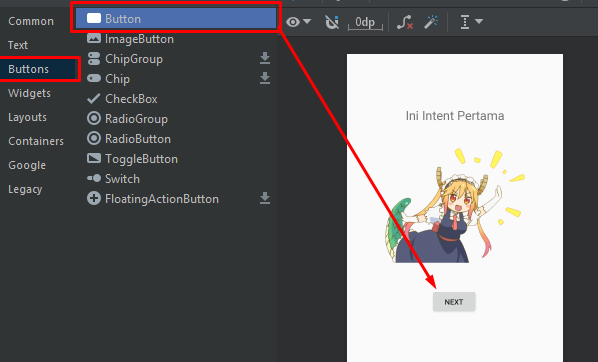 Common
Text
Buttons
Widgets
Layouts
Containers
Google
Legacy
Button
ImageButton
ChipGroup
Chip
CheckBox
RadioGroup
RadioButton
ToggleButton
Switch
FloatingActionButton
0dp
Ini Intent Pertama
NEXT